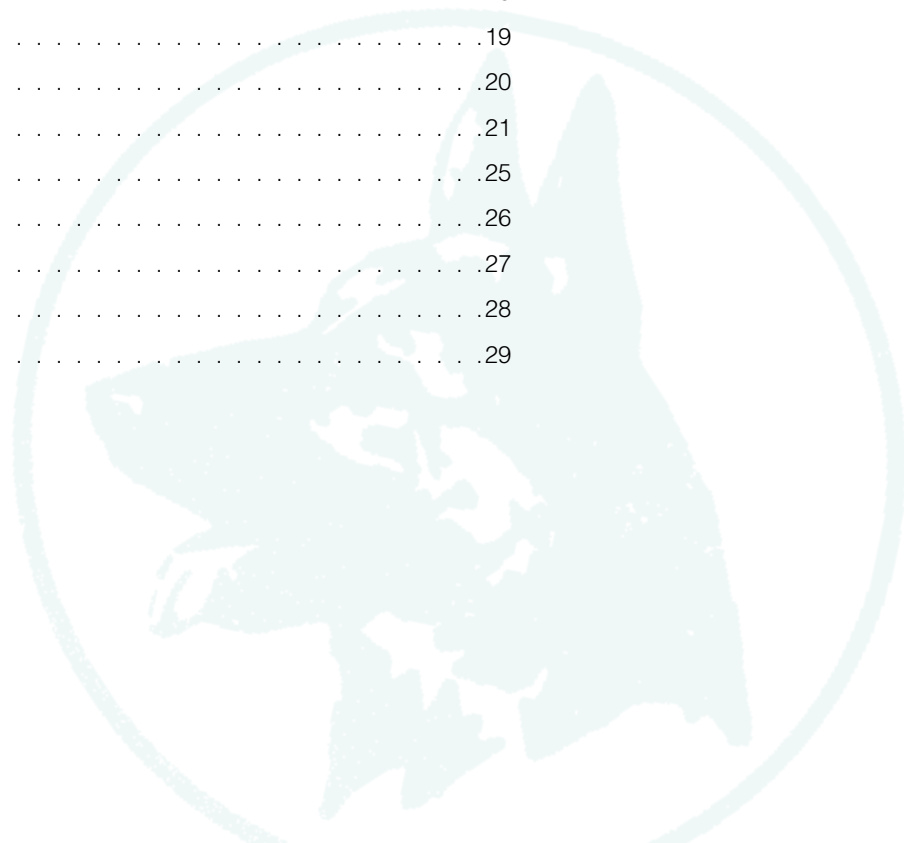 . . . . . . . . . . . . . . . . . . . . . . . .19
. . . . . . . . . . . . . . . . . . . . . . . .20
. . . . . . . . . . . . . . . . . . . . . . . .21
. . . . . . . . . . . . . . . . . . . . . . . .25
. . . . . . . . . . . . . . . . . . . . . . . .26
. . . . . . . . . . . . . . . . . . . . . . . .27
. . . . . . . . . . . . . . . . . . . . . . . .28
. . . . . . . . . . . . . . . . . . . . . . . .29